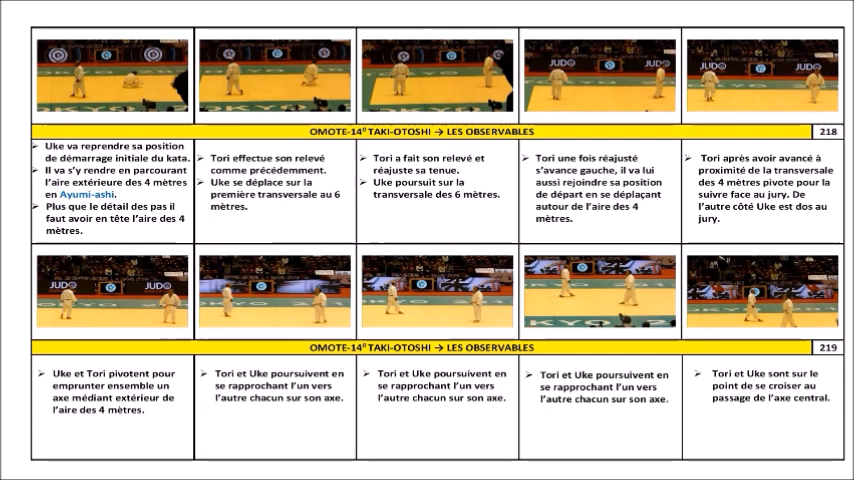 JUDO
JUDO
JUDO
OMOTE-14⁰ TAKI-OTOSHI → LES OBSERVABLES
218
➢ Uke va reprendre sa position
de démarrage initiale du kata.
➢ Il va s’y rendre en parcourant
l’aire extérieure des 4 mètres
en Ayumi-ashi.
➢ Plus que le détail des pas il
faut avoir en tête l’aire des 4
mètres.
➢ Tori effectue son relevé
comme précédemment.
➢ Uke se déplace sur la
première transversale au 6
mètres.
➢ Tori a fait son relevé et
réajuste sa tenue.
➢ Uke poursuit sur la
transversale des 6 mètres.
➢ Tori une fois réajusté
s’avance gauche, il va lui
aussi rejoindre sa position
de départ en se déplaçant
autour de l’aire des 4
mètres.
➢ Tori après avoir avancé à
proximité de la transversale
des 4 mètres pivote pour la
suivre face au jury. De
l’autre côté Uke est dos au
jury.
JUDO
JUDO
OMOTE-14⁰ TAKI-OTOSHI → LES OBSERVABLES
219
➢ Uke et Tori pivotent pour
emprunter ensemble un
axe médiant extérieur de
l’aire des 4 mètres.
➢ Tori et Uke poursuivent en
se rapprochant l’un vers
l’autre chacun sur son axe.
➢ Tori et Uke poursuivent en
se rapprochant l’un vers
l’autre chacun sur son axe.
➢ Tori et Uke poursuivent en
se rapprochant l’un vers
l’autre chacun sur son axe.
➢ Tori et Uke sont sur le
point de se croiser au
passage de l’axe central.